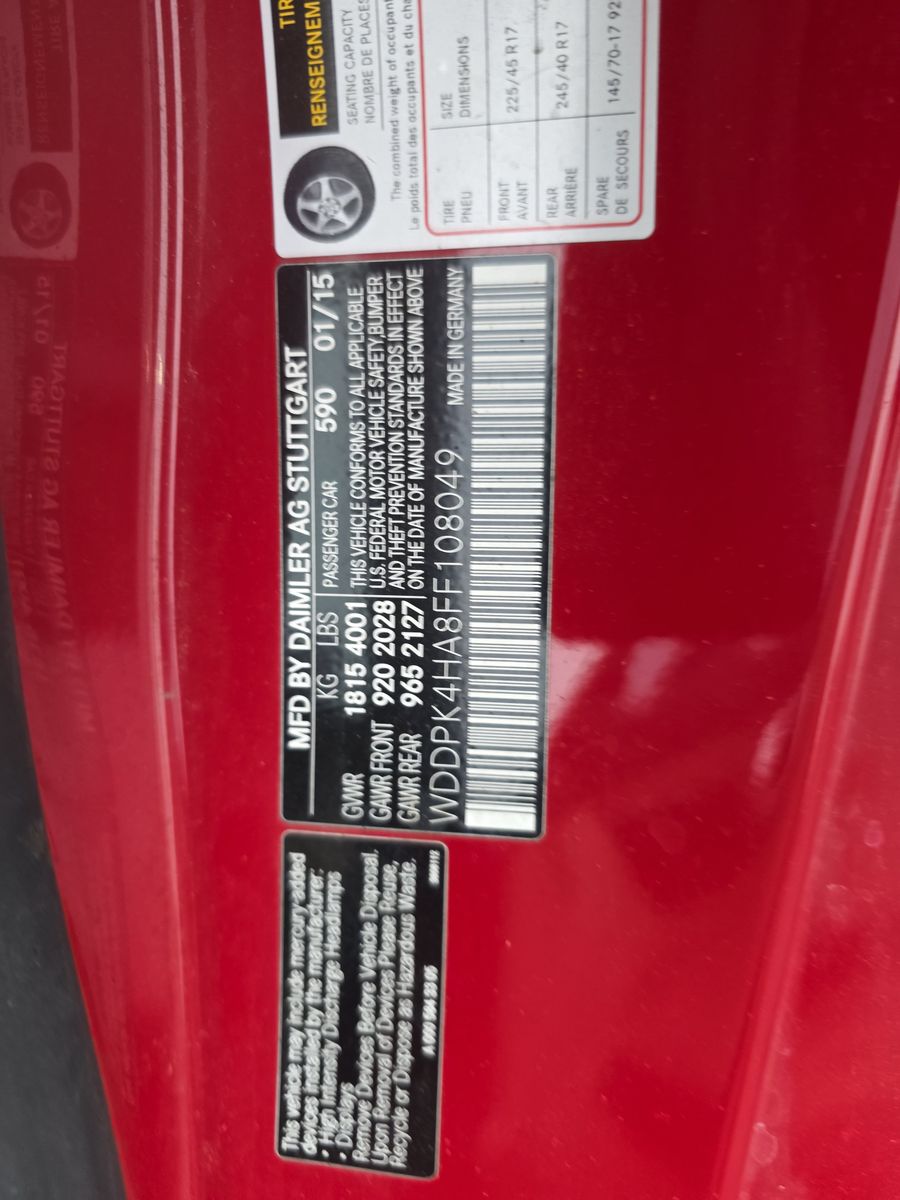 This vehicle may include mercury-added
devices installed by the manufacturer:
• High Intensity Discharge Headlamps
• Displays
Remove Devices Before Vehicle Disposal.
Upon Removal of Devices Please Reuse,
Recycle or Dispose as Hazardous Waste.
MFD BY DAIMLER AG STUTTGART
KG LBS PASSENGER CAR 590 01/15
GVWR 1815 4001 THIS VEHICLE CONFORMS TO ALL APPLICABLE
GAWR FRONT 920 2028 U.S. FEDERAL MOTOR VEHICLE SAFETY,BUMPER
GAWR REAR 965 2127 AND THEFT PREVENTION STANDARDS IN EFFECT
ON THE DATE OF MANUFACTURE SHOWN ABOVE
WDDPK4HA8FF108049 MADE IN GERMANY
TIR
RENSEIGNEM
SEATING CAPACITY
NOMBRE DE PLACES
The combined weight of occupant
Le poids total des occupants et du cha
TIRE SIZE
PNEU DIMENSIONS
FRONT 225/45 R17
AVANT
REAR 245/40 R17
ARRIÈRE
SPARE 145/70-17 92
DE SECOURS